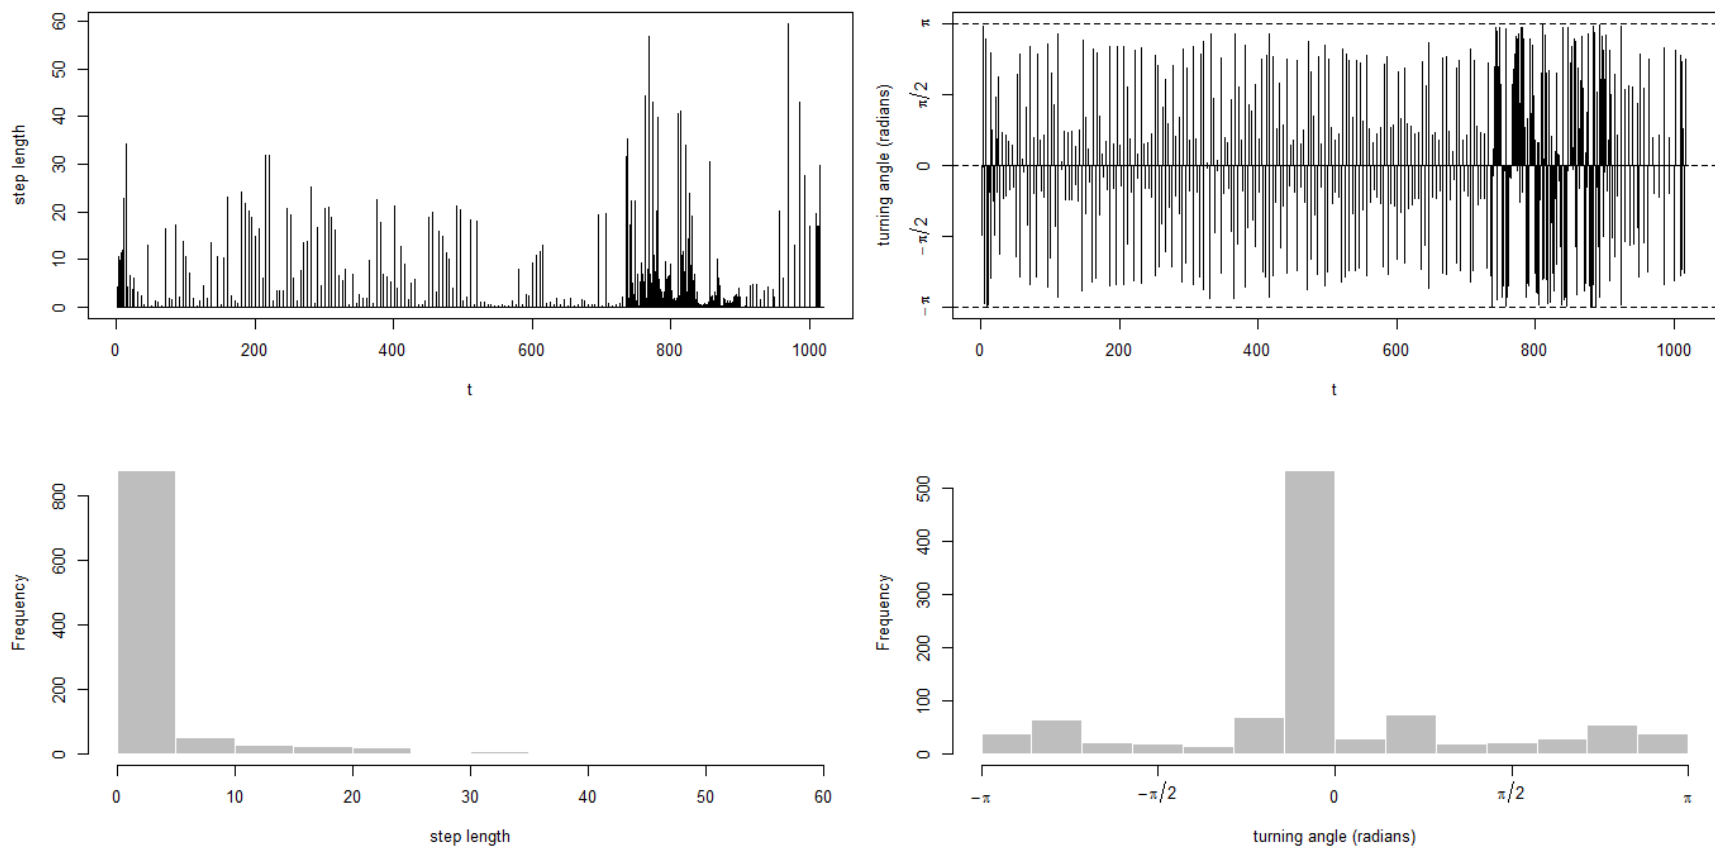 step length
0 10 20 30 40 50 60
0 200 400 600 800 1000
t
turning angle (radians)
−π −π/2 0 π/2 π
0 200 400 600 800 1000
t
Frequency
0 200 400 600 800
0 10 20 30 40 50 60
step length
Frequency
0 100 200 300 400 500
−π −π/2 0 π/2 π
turning angle (radians)